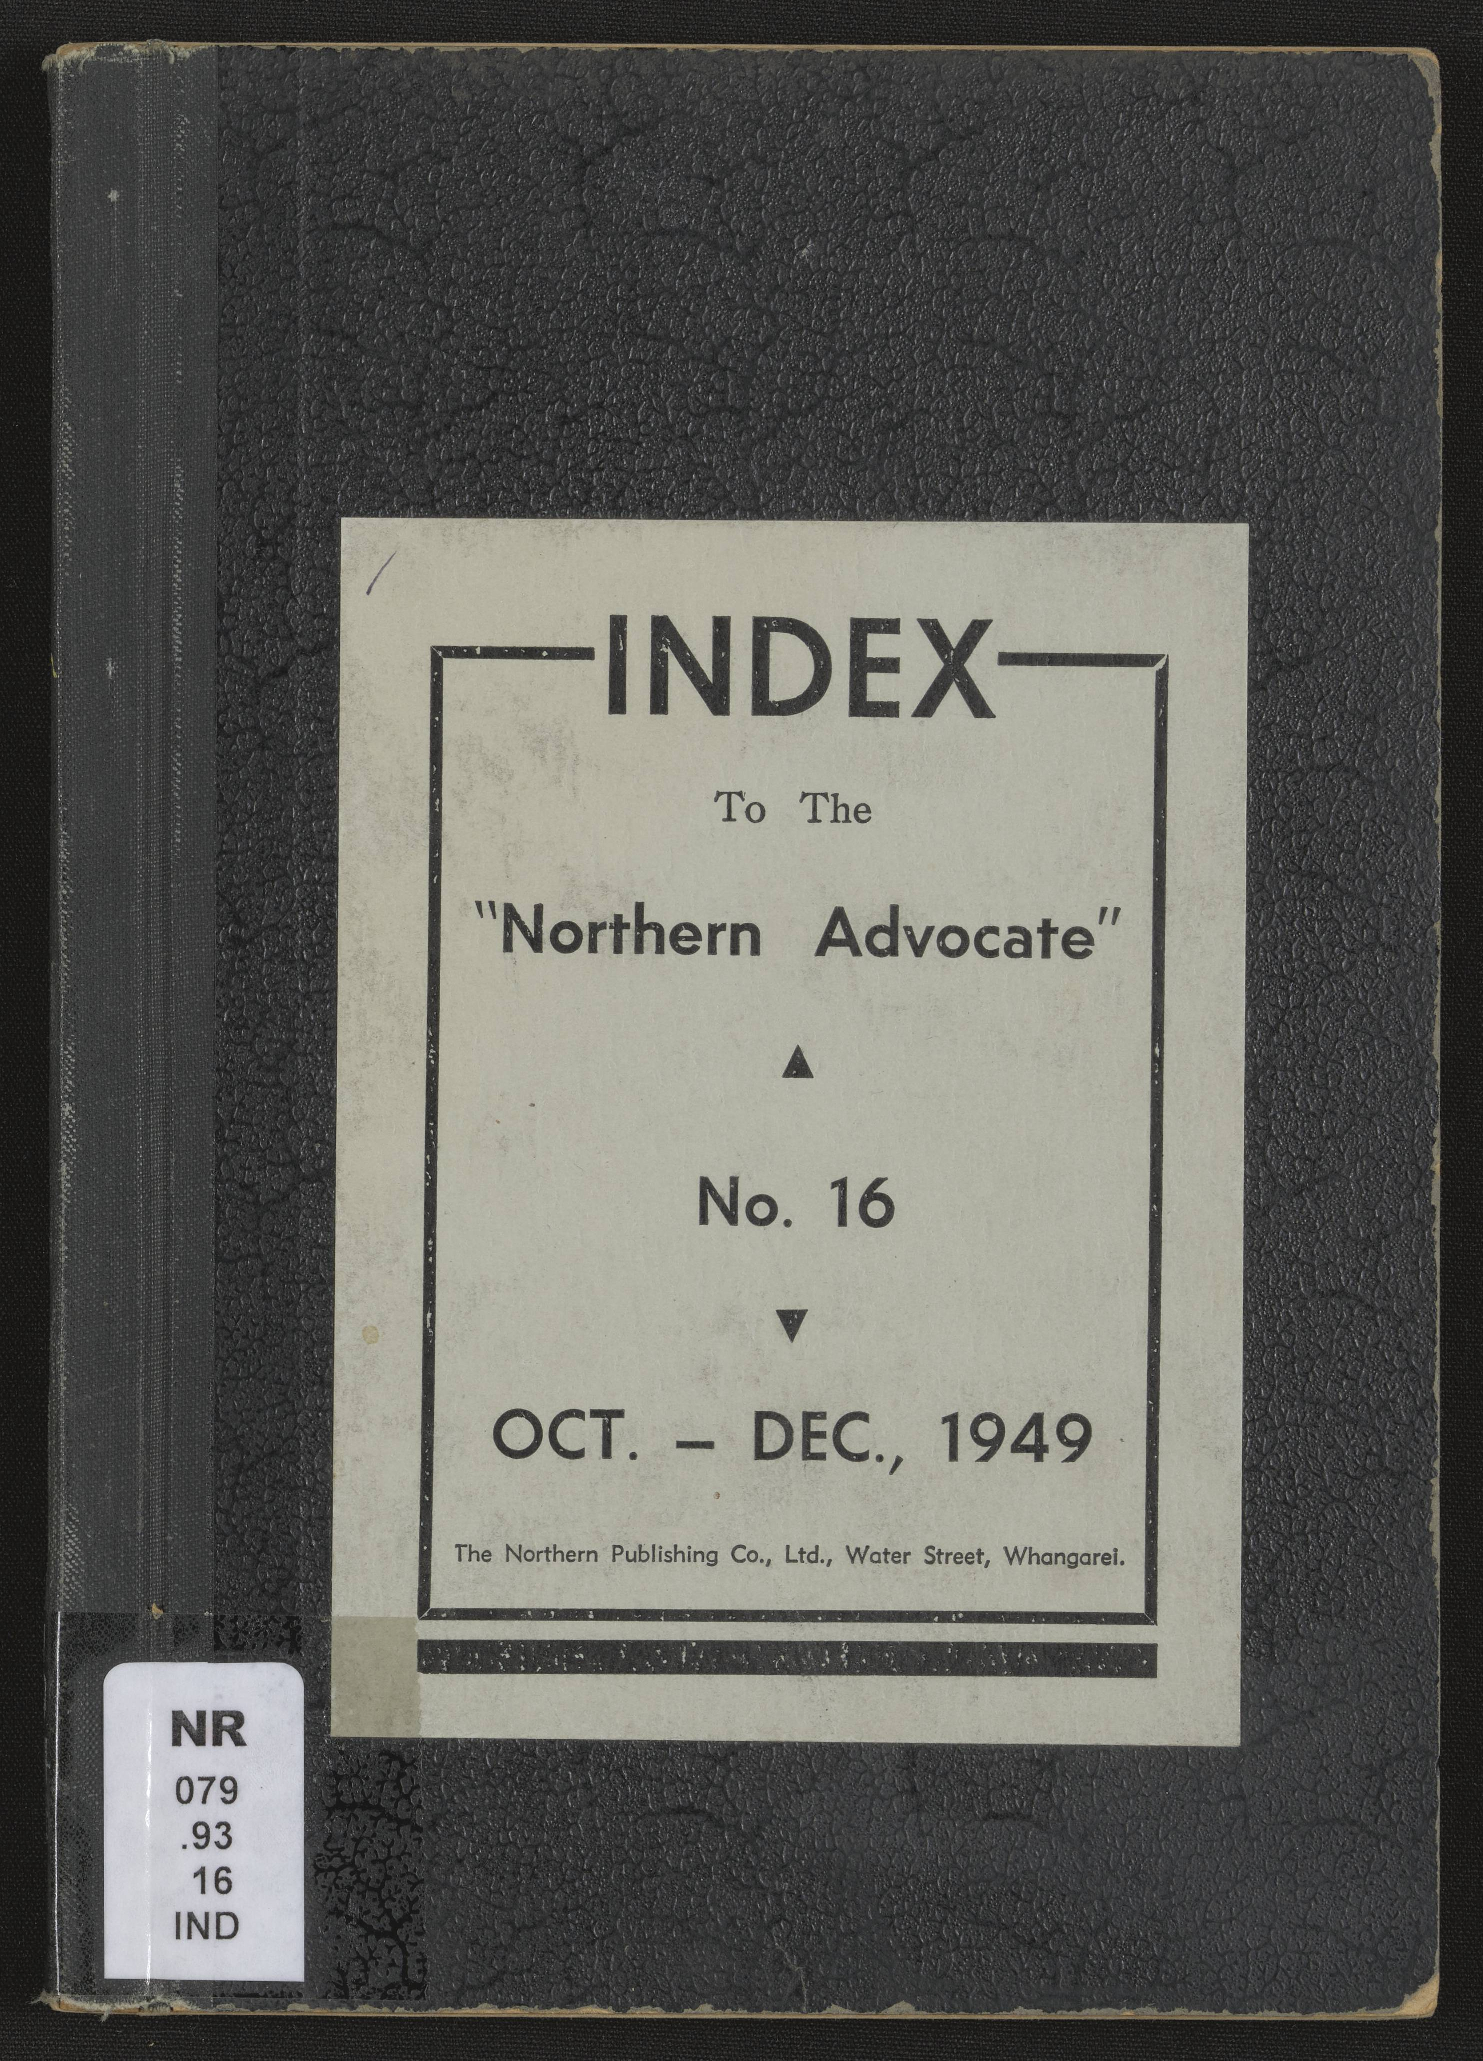 INDEX
To The
"Northern Advocate"
No. 16
OCT. – DEC., 1949
The Northern Publishing Co., Ltd., Water Street, Whangarei.
NR
079
.93
16
IND